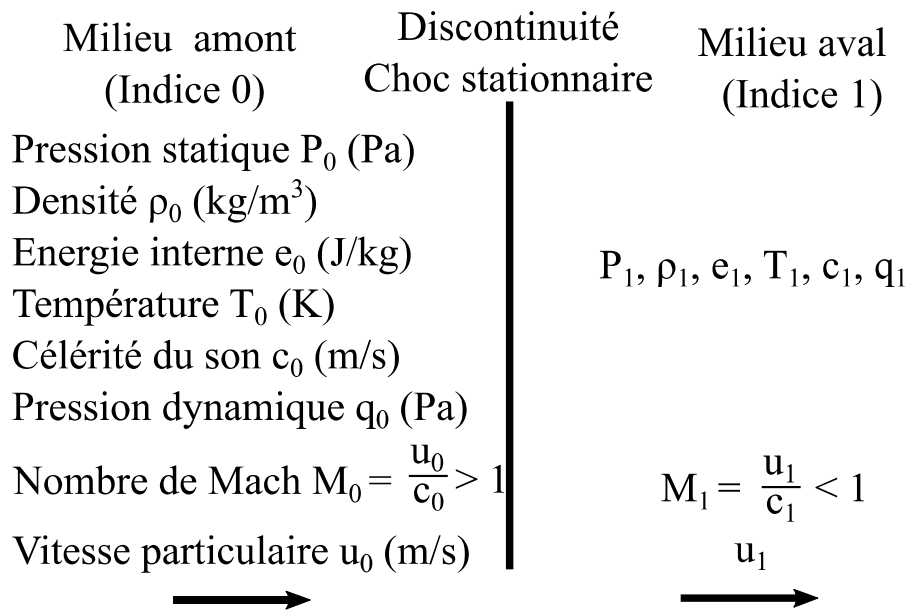 Milieu amont
(Indice 0)
Discontinuité
Choc stationnaire
Milieu aval
(Indice 1)
Pression statique P₀ (Pa)
Densité ρ₀ (kg/m³)
Energie interne e₀ (J/kg)
Température T₀ (K)
Célérité du son c₀ (m/s)
Pression dynamique q₀ (Pa)
Nombre de Mach M₀ = u₀/c₀ > 1
Vitesse particulaire u₀ (m/s)
P₁, ρ₁, e₁, T₁, c₁, q₁
M₁ = u₁/c₁ < 1
u₁